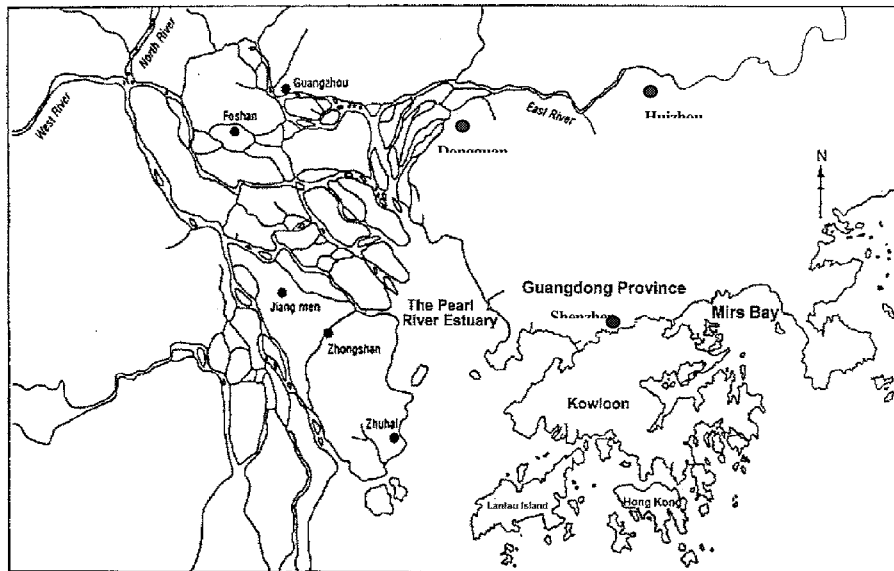 North River
West River
Guangzhou
Foshan
East River
Huizhou
Dongguan
N
Guangdong Province
Mirs Bay
The Pearl
River Estuary
Shenzhen
Jiang men
Zhongshan
Kowloon
Zhuhai
Lantau Island
Hong Kong